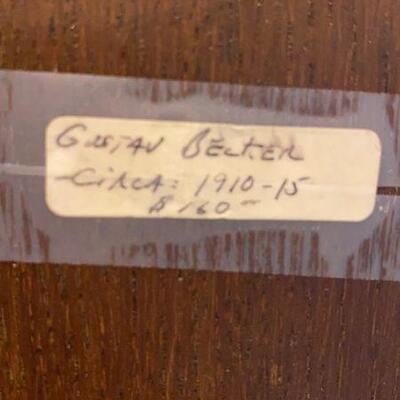 GUSTAV BECKER
CIRCA: 1910-15
$160—